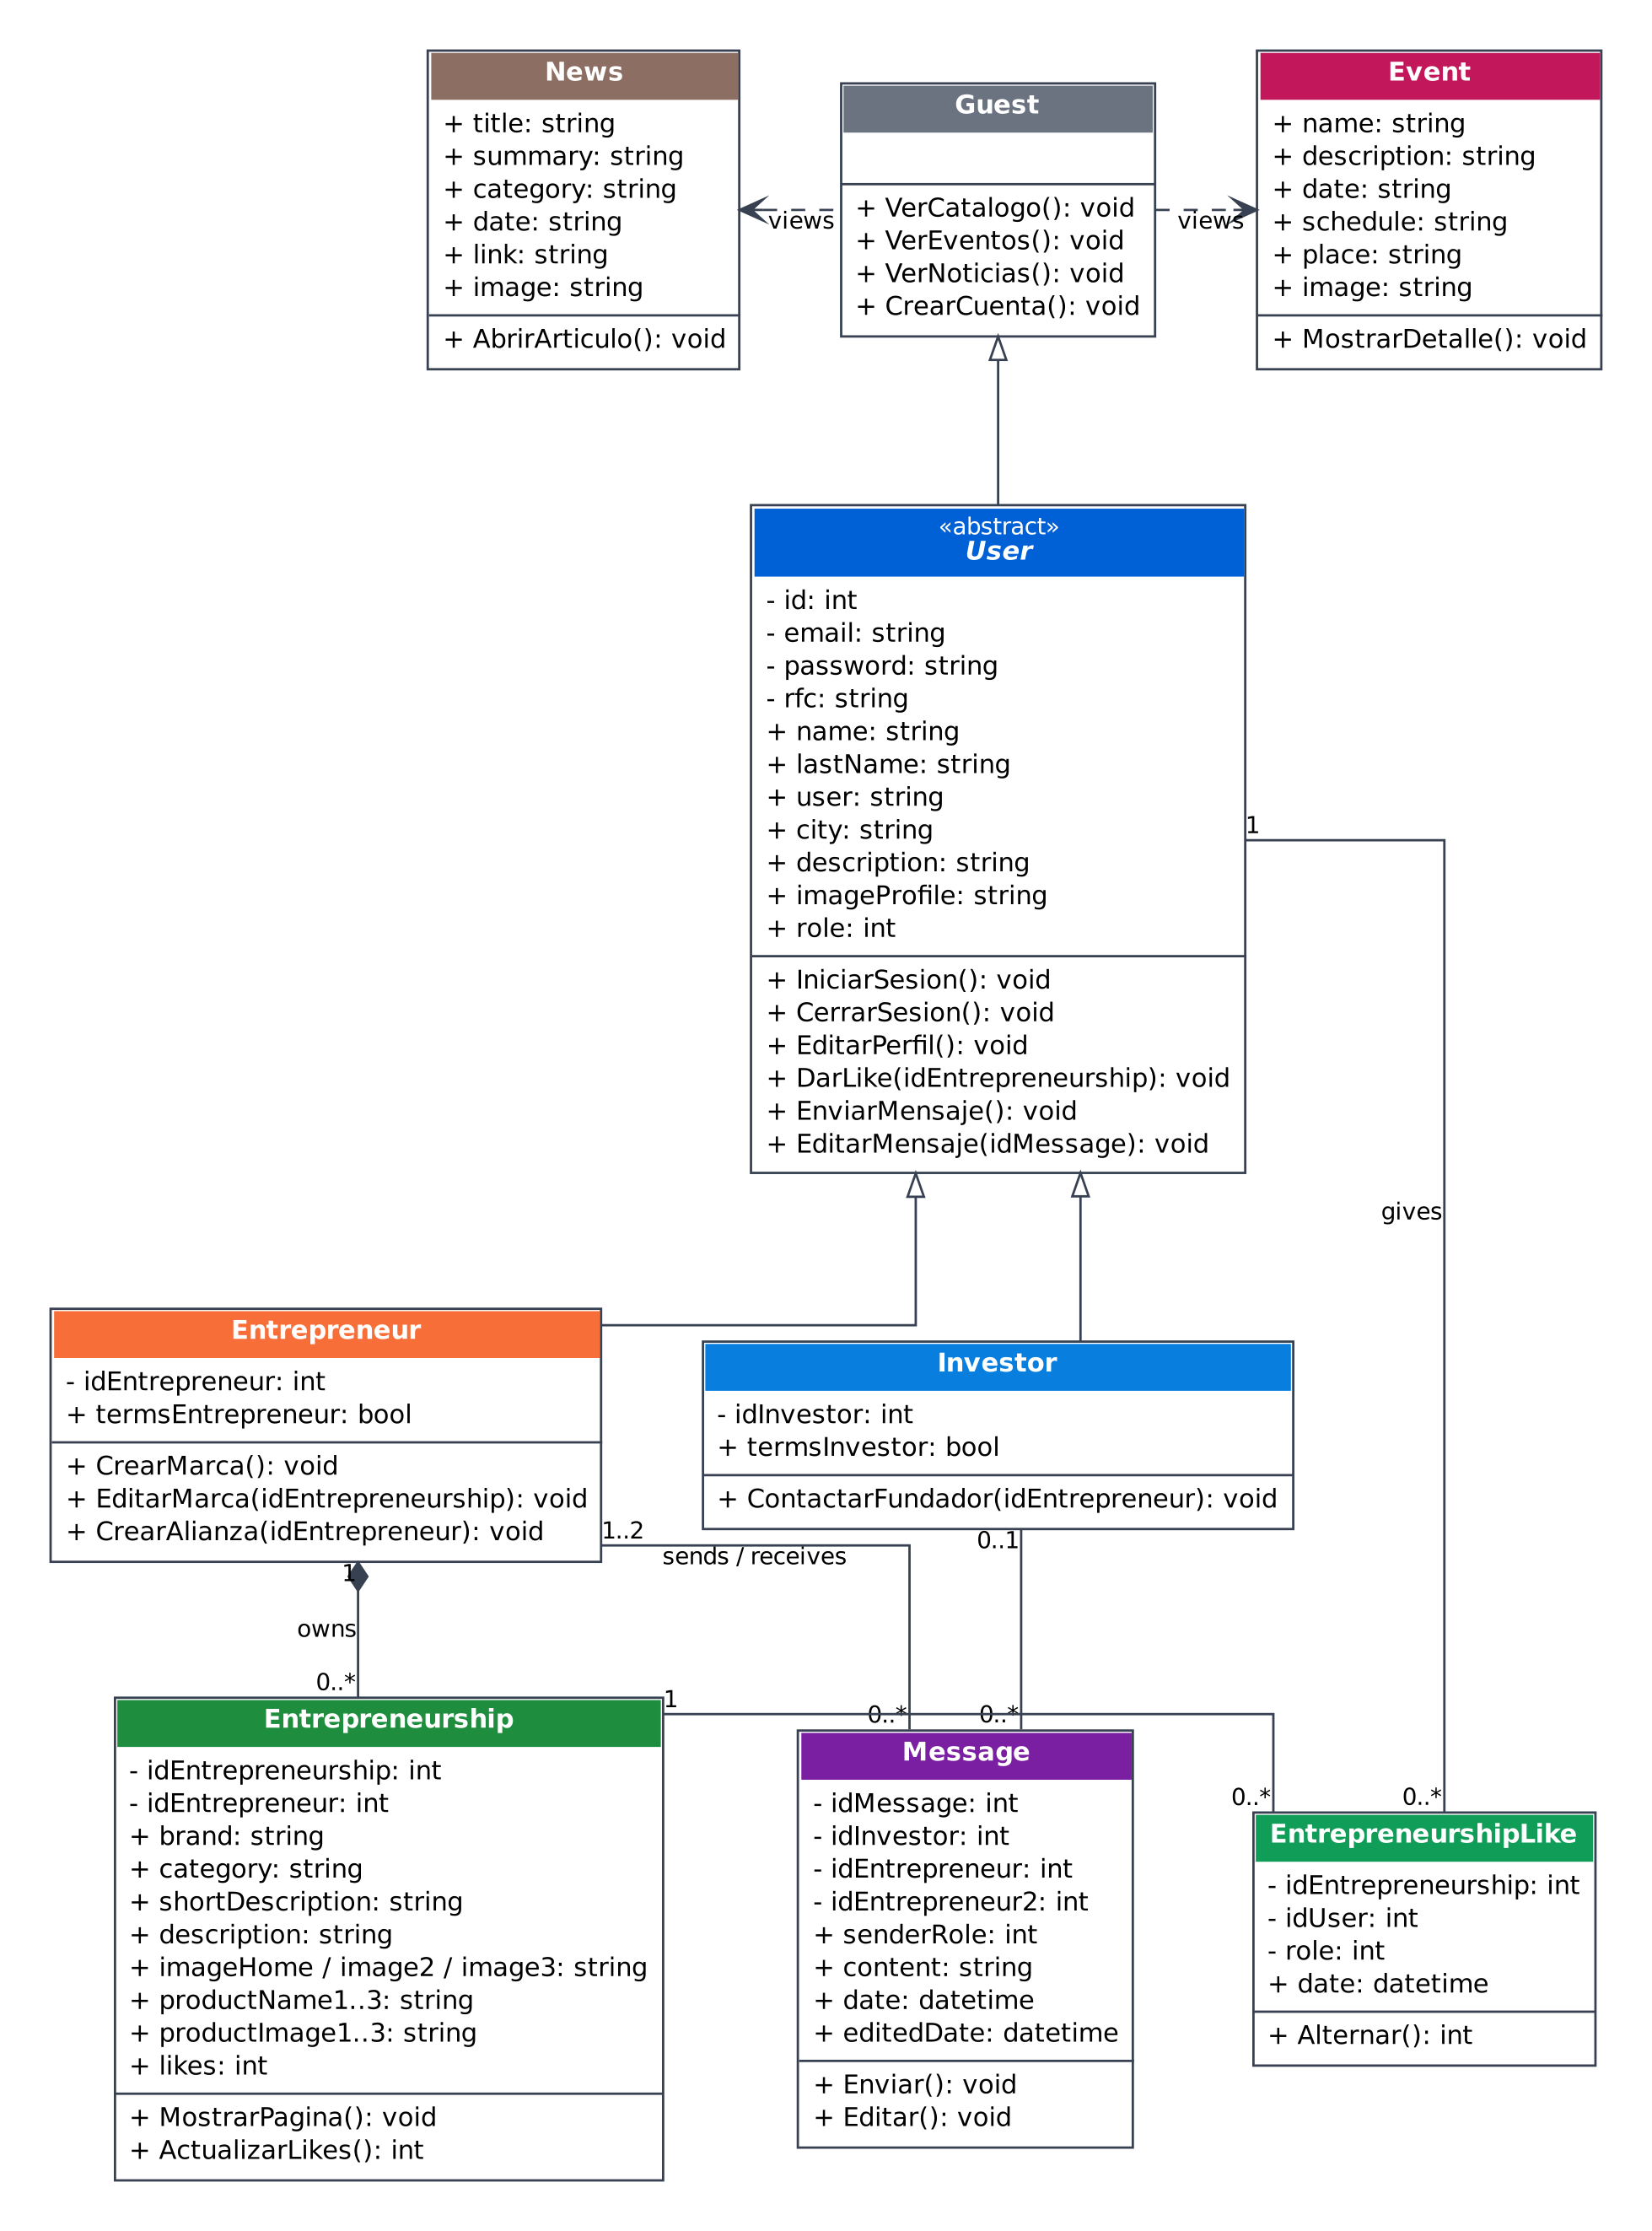 News
+ title: string
+ summary: string
+ category: string
+ date: string
+ link: string
+ image: string
+ AbrirArticulo(): void
views
Guest
+ VerCatalogo(): void
+ VerEventos(): void
+ VerNoticias(): void
+ CrearCuenta(): void
views
Event
+ name: string
+ description: string
+ date: string
+ schedule: string
+ place: string
+ image: string
+ MostrarDetalle(): void
«abstract»
User
- id: int
- email: string
- password: string
- rfc: string
+ name: string
+ lastName: string
+ user: string
+ city: string
+ description: string
+ imageProfile: string
+ role: int
+ IniciarSesion(): void
+ CerrarSesion(): void
+ EditarPerfil(): void
+ DarLike(idEntrepreneurship): void
+ EnviarMensaje(): void
+ EditarMensaje(idMessage): void
1
gives
Entrepreneur
- idEntrepreneur: int
+ termsEntrepreneur: bool
+ CrearMarca(): void
+ EditarMarca(idEntrepreneurship): void
+ CrearAlianza(idEntrepreneur): void
Investor
- idInvestor: int
+ termsInvestor: bool
+ ContactarFundador(idEntrepreneur): void
1..2
sends / receives
0..1
1
owns
0..*
1
0..*
0..*
0..*
0..*
Entrepreneurship
- idEntrepreneurship: int
- idEntrepreneur: int
+ brand: string
+ category: string
+ shortDescription: string
+ description: string
+ imageHome / image2 / image3: string
+ productName1..3: string
+ productImage1..3: string
+ likes: int
+ MostrarPagina(): void
+ ActualizarLikes(): int
Message
- idMessage: int
- idInvestor: int
- idEntrepreneur: int
- idEntrepreneur2: int
+ senderRole: int
+ content: string
+ date: datetime
+ editedDate: datetime
+ Enviar(): void
+ Editar(): void
EntrepreneurshipLike
- idEntrepreneurship: int
- idUser: int
- role: int
+ date: datetime
+ Alternar(): int